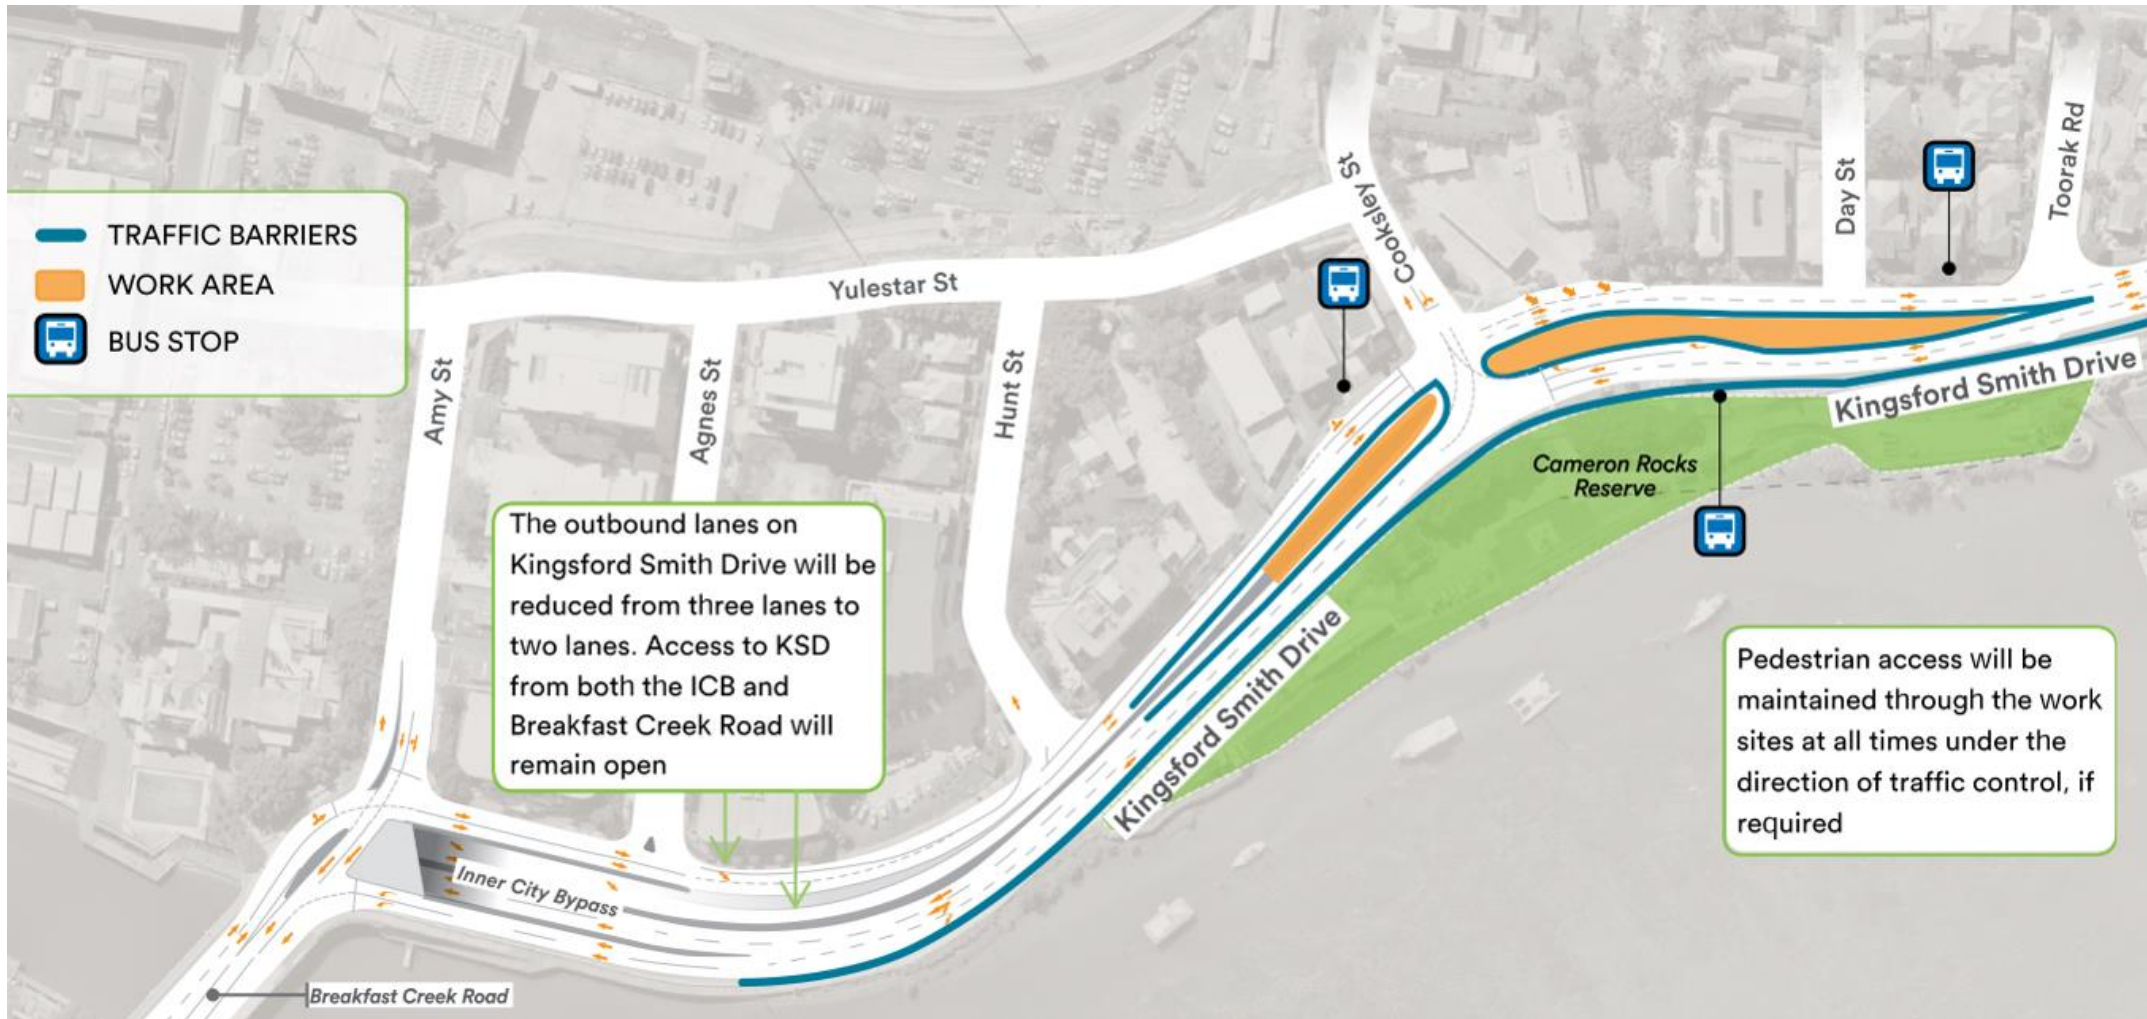 TRAFFIC BARRIERS
WORK AREA
BUS STOP
Yulestar St
Cooksley St
Day St
Toorak Rd
Amy St
Agnes St
Hunt St
Kingsford Smith Drive
Cameron Rocks
Reserve
The outbound lanes on
Kingsford Smith Drive will be
reduced from three lanes to
two lanes. Access to KSD
from both the ICB and
Breakfast Creek Road will
remain open
Kingsford Smith Drive
Pedestrian access will be
maintained through the work
sites at all times under the
direction of traffic control, if
required
Inner City Bypass
Breakfast Creek Road